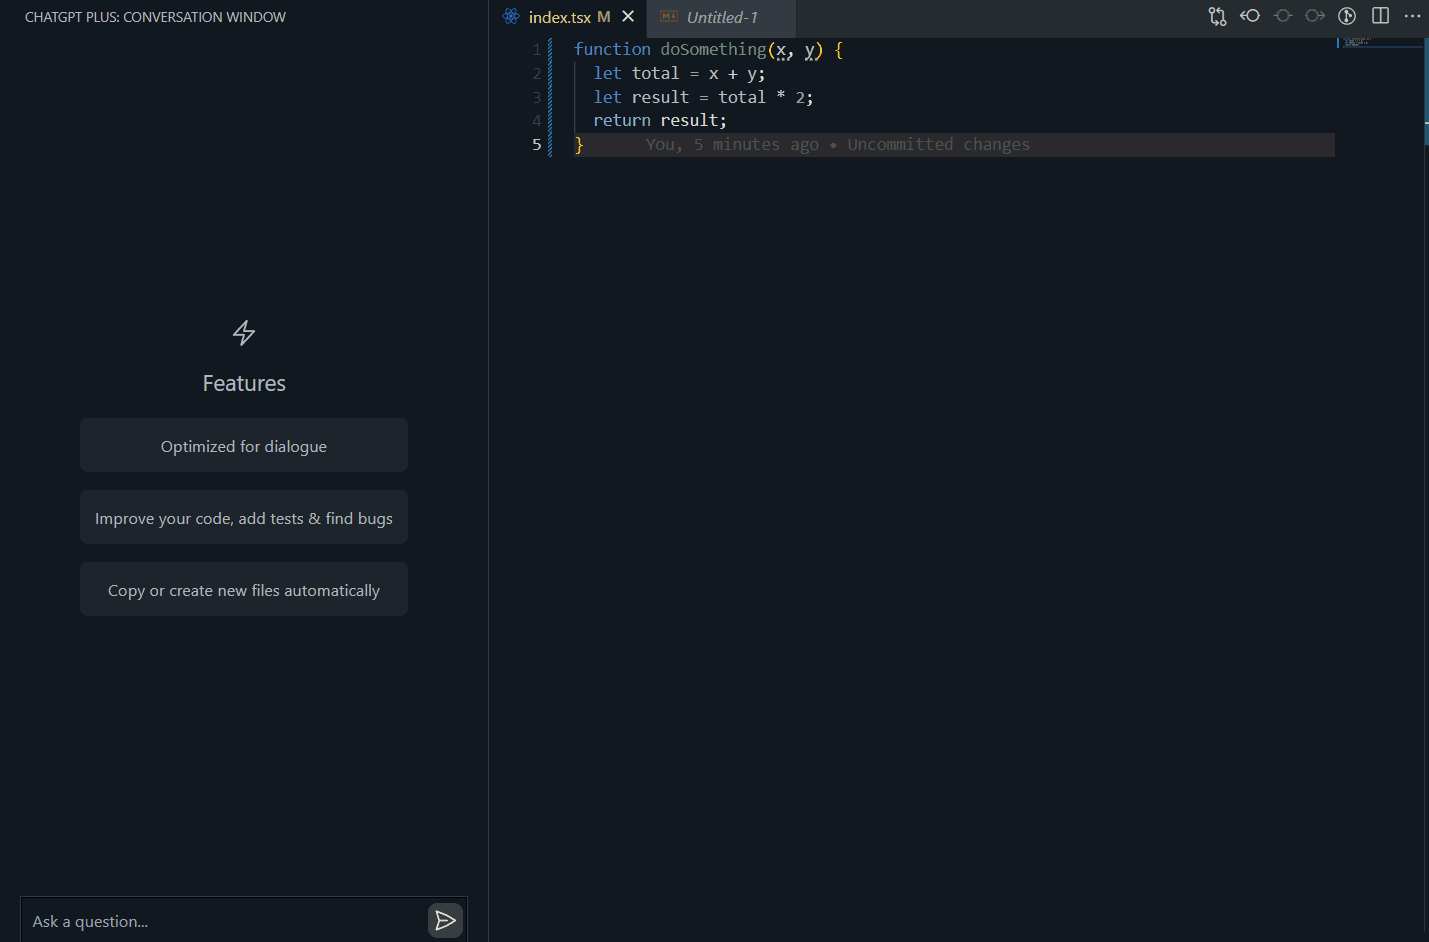 CHATGPT PLUS: CONVERSATION WINDOW
Features
Optimized for dialogue
Improve your code, add tests & find bugs
Copy or create new files automatically
Ask a question...
index.tsx M
Untitled-1
1 function doSomething(x, y) {
2 let total = x + y;
3 let result = total * 2;
4 return result;
5 } You, 5 minutes ago • Uncommitted changes